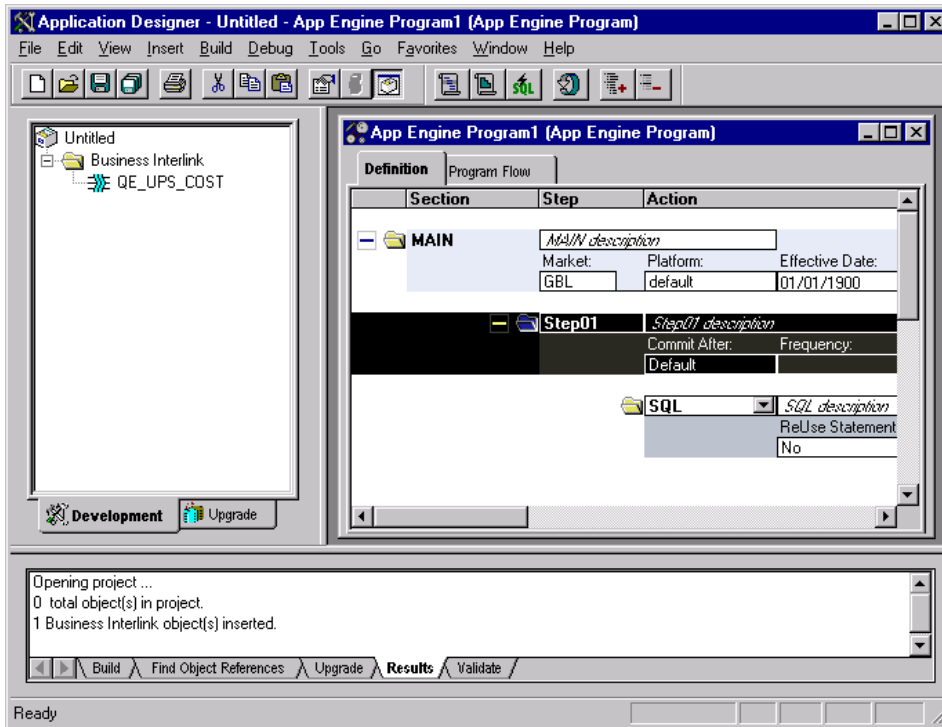 Application Designer - Untitled - App Engine Program1 (App Engine Program)
File Edit View Insert Build Debug Tools Go Favorites Window Help
SQL
Untitled
Business Interlink
QE_UPS_COST
Development
Upgrade
App Engine Program1 (App Engine Program)
Definition
Program Flow
Section Step Action
MAIN MAIN description
Market: Platform: Effective Date:
GBL default 01/01/1900
Step01 Step01 description
Commit After: Frequency:
Default
SQL SQL description
ReUse Statement
No
Opening project ...
0 total object(s) in project.
1 Business Interlink object(s) inserted.
Build Find Object References Upgrade Results Validate
Ready